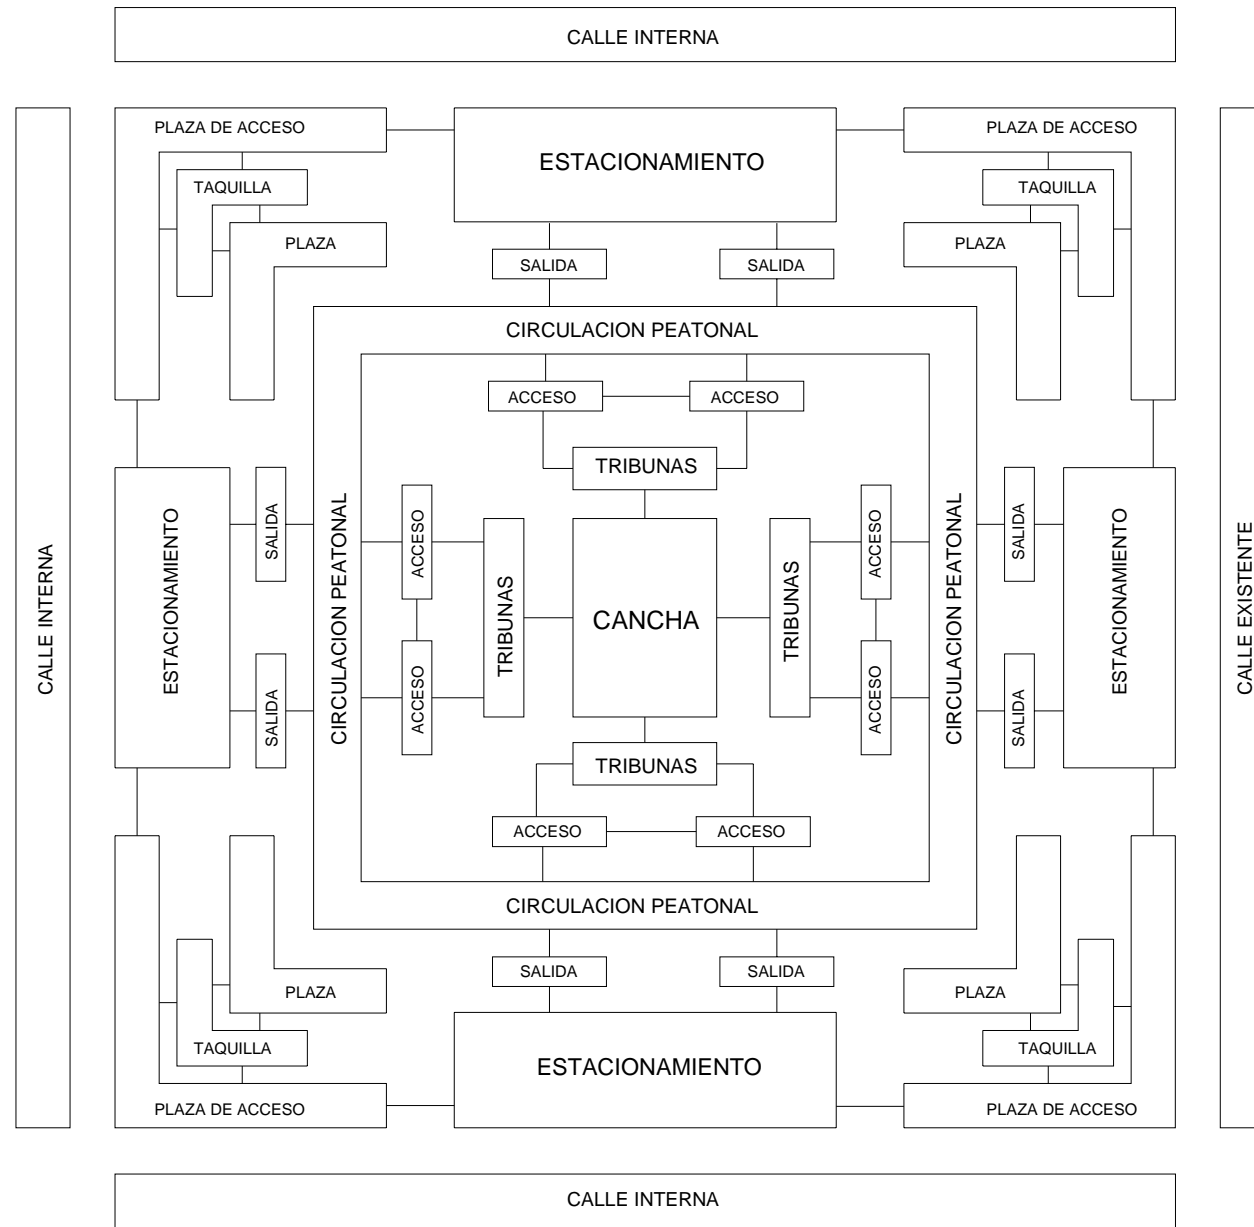 CALLE INTERNA
PLAZA DE ACCESO
ESTACIONAMIENTO
PLAZA DE ACCESO
TAQUILLA
TAQUILLA
PLAZA
PLAZA
SALIDA
SALIDA
CIRCULACION PEATONAL
ACCESO
ACCESO
TRIBUNAS
CALLE INTERNA
ESTACIONAMIENTO
SALIDA
SALIDA
CIRCULACION PEATONAL
ACCESO
ACCESO
TRIBUNAS
CANCHA
TRIBUNAS
ACCESO
ACCESO
CIRCULACION PEATONAL
SALIDA
SALIDA
ESTACIONAMIENTO
CALLE EXISTENTE
TRIBUNAS
ACCESO
ACCESO
CIRCULACION PEATONAL
SALIDA
SALIDA
PLAZA
PLAZA
TAQUILLA
TAQUILLA
ESTACIONAMIENTO
PLAZA DE ACCESO
PLAZA DE ACCESO
CALLE INTERNA